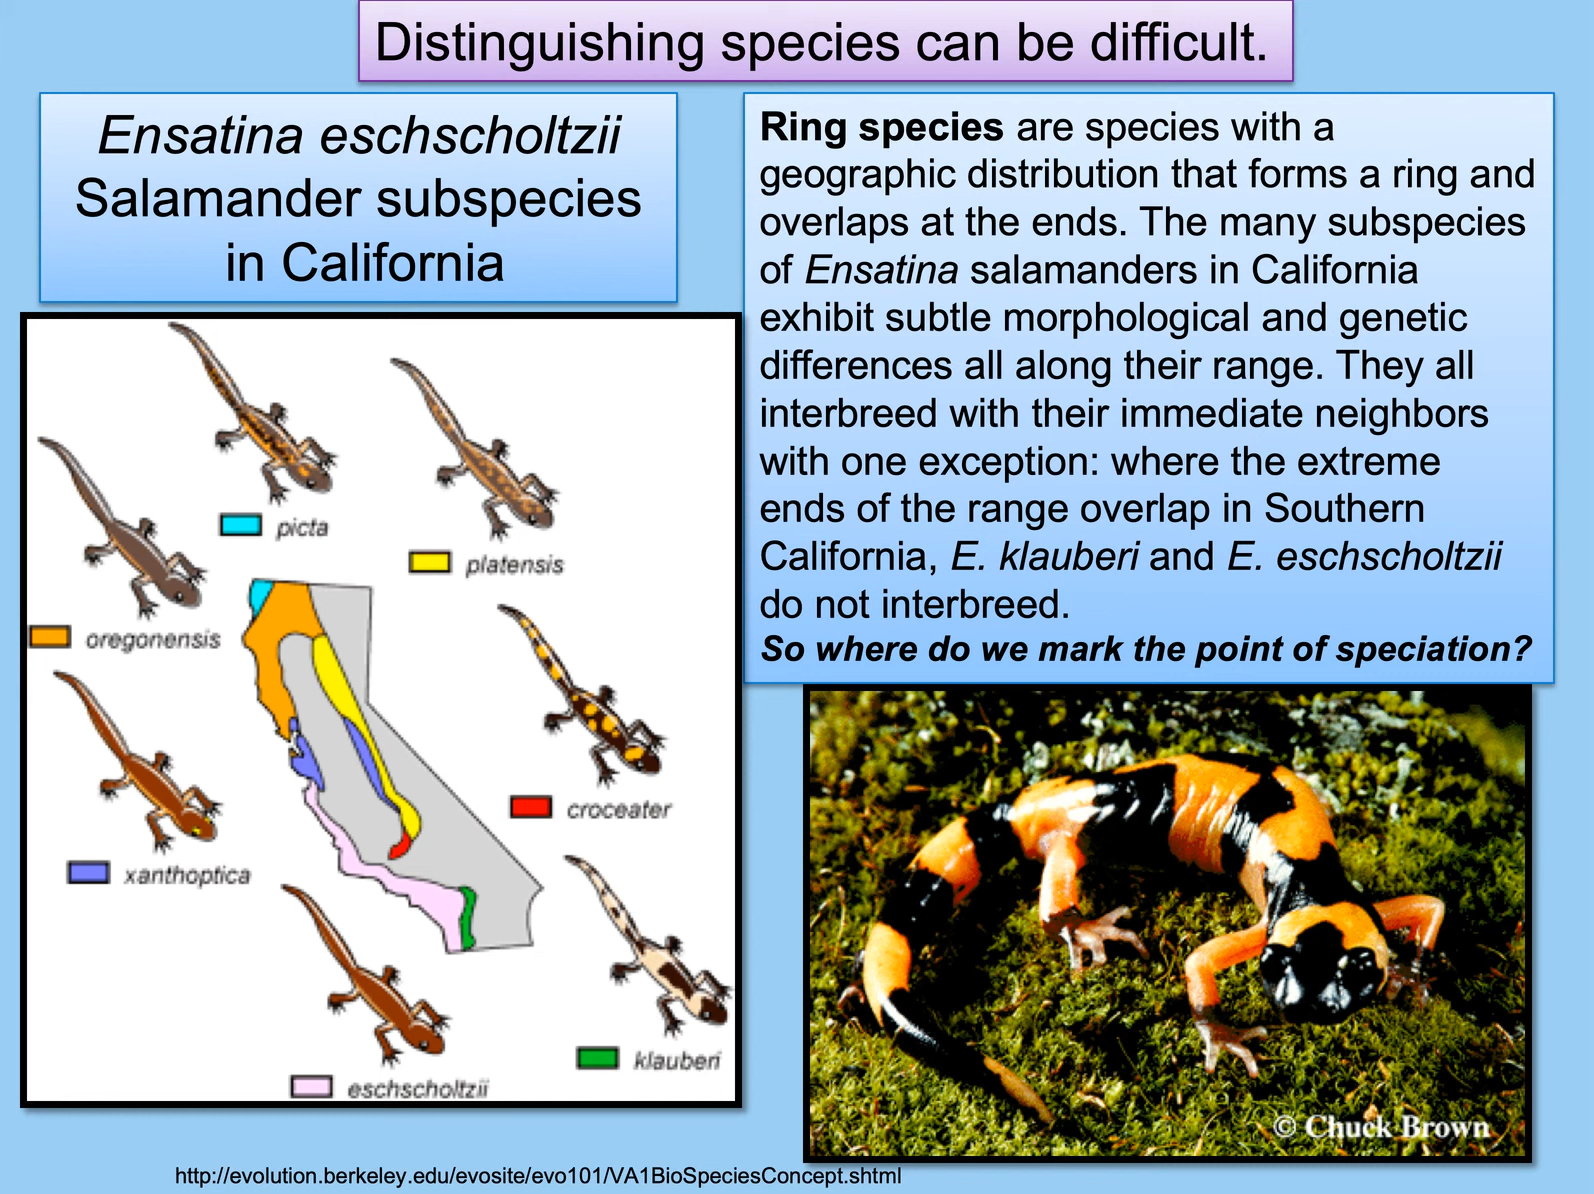 Distinguishing species can be difficult.
Ensatina eschscholtzii
Salamander subspecies
in California
Ring species are species with a
geographic distribution that forms a ring and
overlaps at the ends. The many subspecies
of Ensatina salamanders in California
exhibit subtle morphological and genetic
differences all along their range. They all
interbreed with their immediate neighbors
with one exception: where the extreme
ends of the range overlap in Southern
California, E. klauberi and E. eschscholtzii
do not interbreed.
So where do we mark the point of speciation?
picta
platensis
oregonensis
croceater
xanthoptica
klauberi
eschscholtzii
© Chuck Brown
http://evolution.berkeley.edu/evosite/evo101/VA1BioSpeciesConcept.shtml